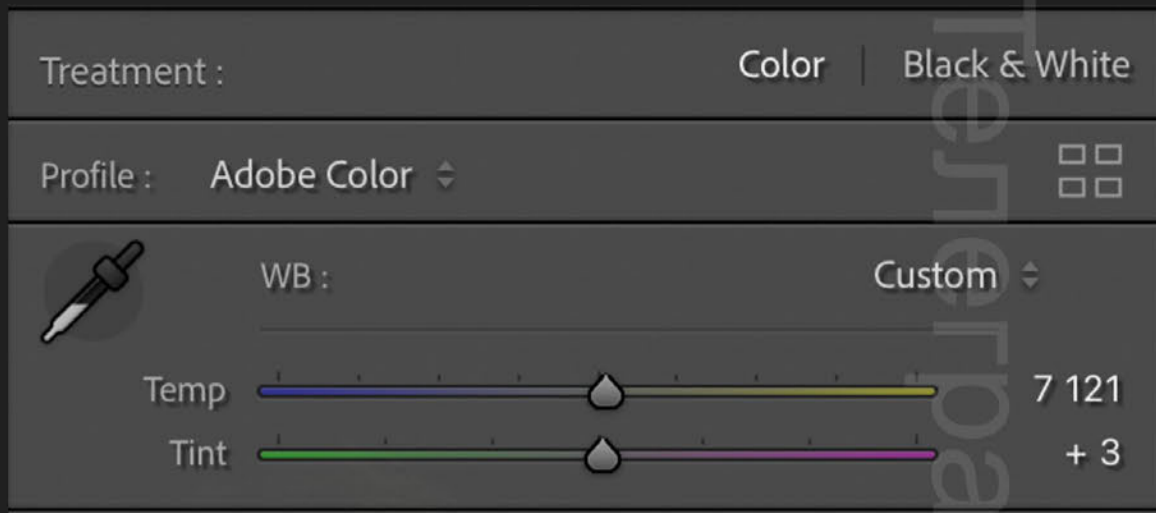 Treatment : Color | Black & White
Profile : Adobe Color
WB : Custom
Temp 7 121
Tint + 3